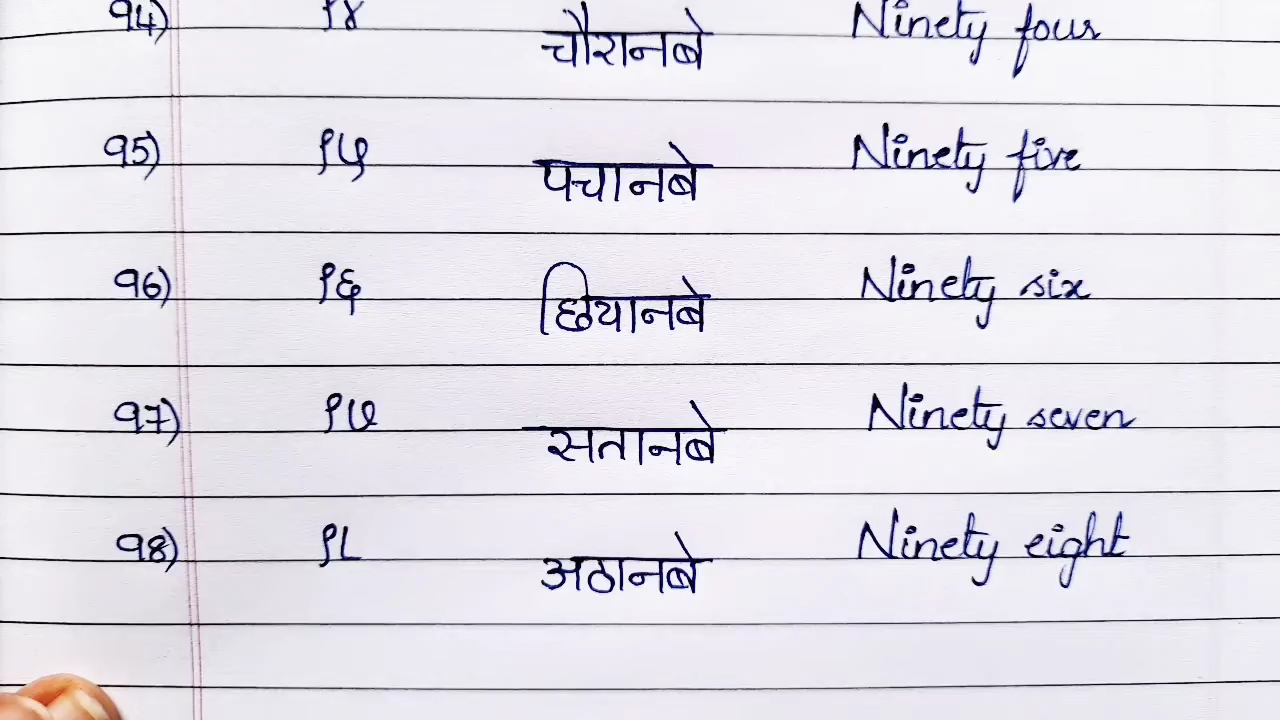 94) ९४ चौरानबे Ninety four
95) ९५ पचानबे Ninety five
96) ९६ छियानबे Ninety six
97) ९७ सतानबे Ninety seven
98) ९८ अठानबे Ninety eight